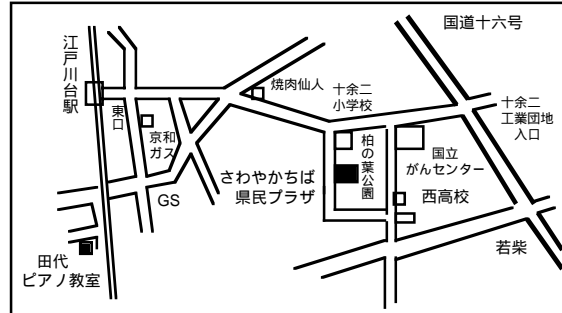 国道十六号
江戸川台駅
東口
京和
ガス
焼肉仙人
十余二
小学校
十余二
工業団地
入口
さわやかちば
県民プラザ
柏の葉公園
国立
がんセンター
西高校
GS
若柴
田代
ピアノ教室